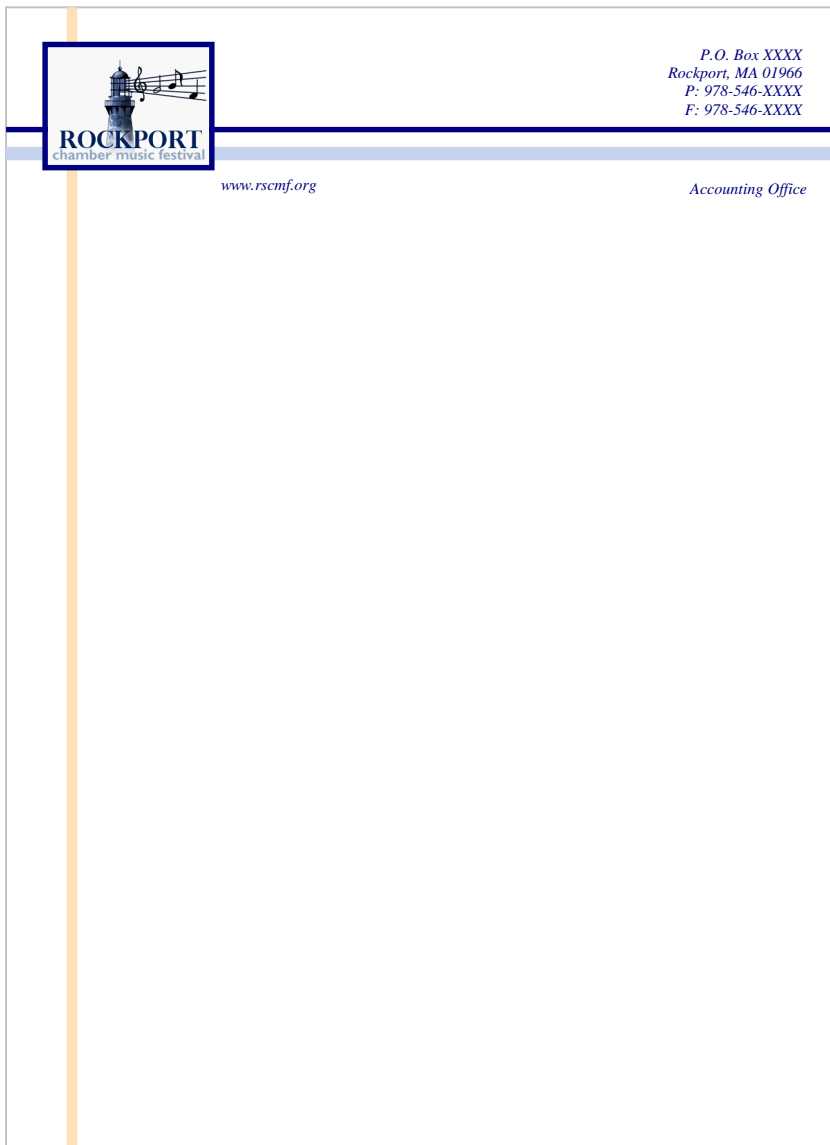 P.O. Box XXXX
Rockport, MA 01966
P: 978-546-XXXX
F: 978-546-XXXX
ROCKPORT
chamber music festival
www.rscmf.org
Accounting Office